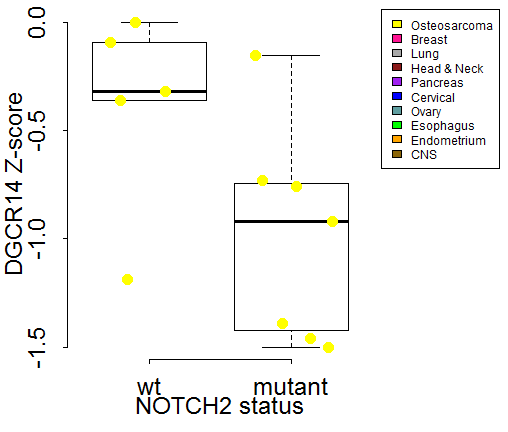 DGCR14 Z-score
0.0
-0.5
-1.0
-1.5
wt
mutant
NOTCH2 status
Osteosarcoma
Breast
Lung
Head & Neck
Pancreas
Cervical
Ovary
Esophagus
Endometrium
CNS